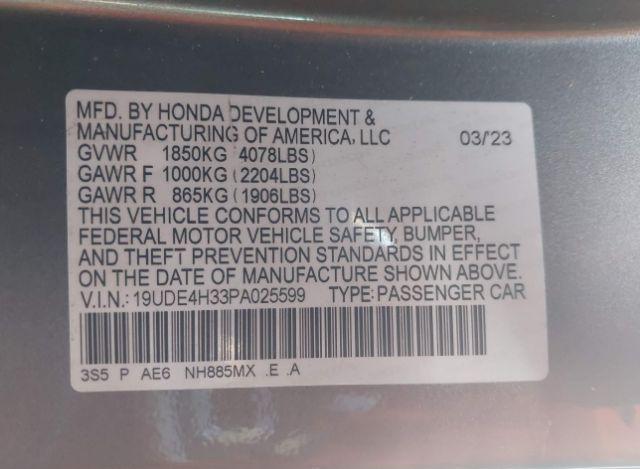 MFD. BY HONDA DEVELOPMENT &
MANUFACTURING OF AMERICA, LLC 03/'23
GVWR 1850KG (4078LBS)
GAWR F 1000KG (2204LBS)
GAWR R 865KG (1906LBS)
THIS VEHICLE CONFORMS TO ALL APPLICABLE
FEDERAL MOTOR VEHICLE SAFETY, BUMPER,
AND THEFT PREVENTION STANDARDS IN EFFECT
ON THE DATE OF MANUFACTURE SHOWN ABOVE.
V.I.N.: 19UDE4H33PA025599 TYPE: PASSENGER CAR
3S5 P AE6 NH885MX .E .A